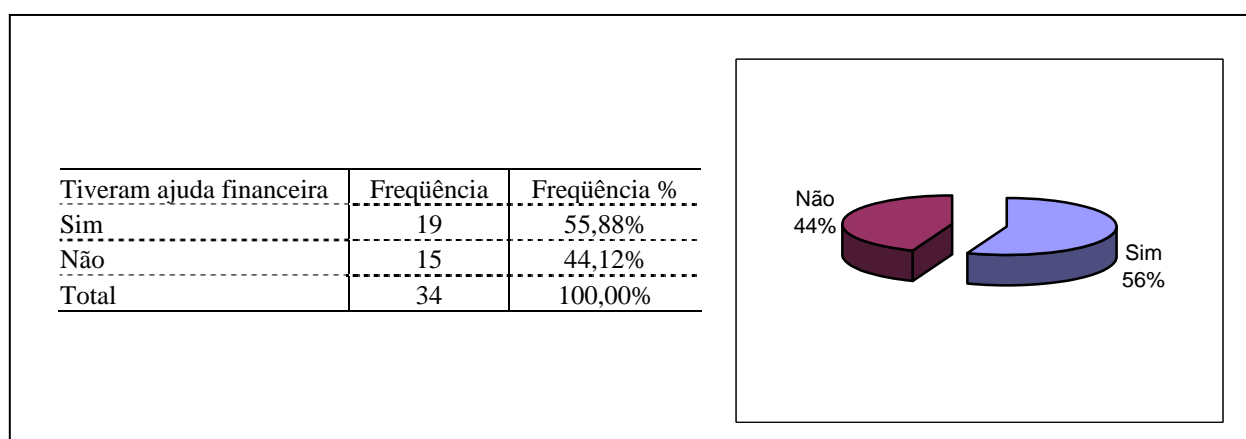 Tiveram ajuda financeira Freqüência Freqüência %
Sim 19 55,88%
Não 15 44,12%
Total 34 100,00%
Não
44%
Sim
56%